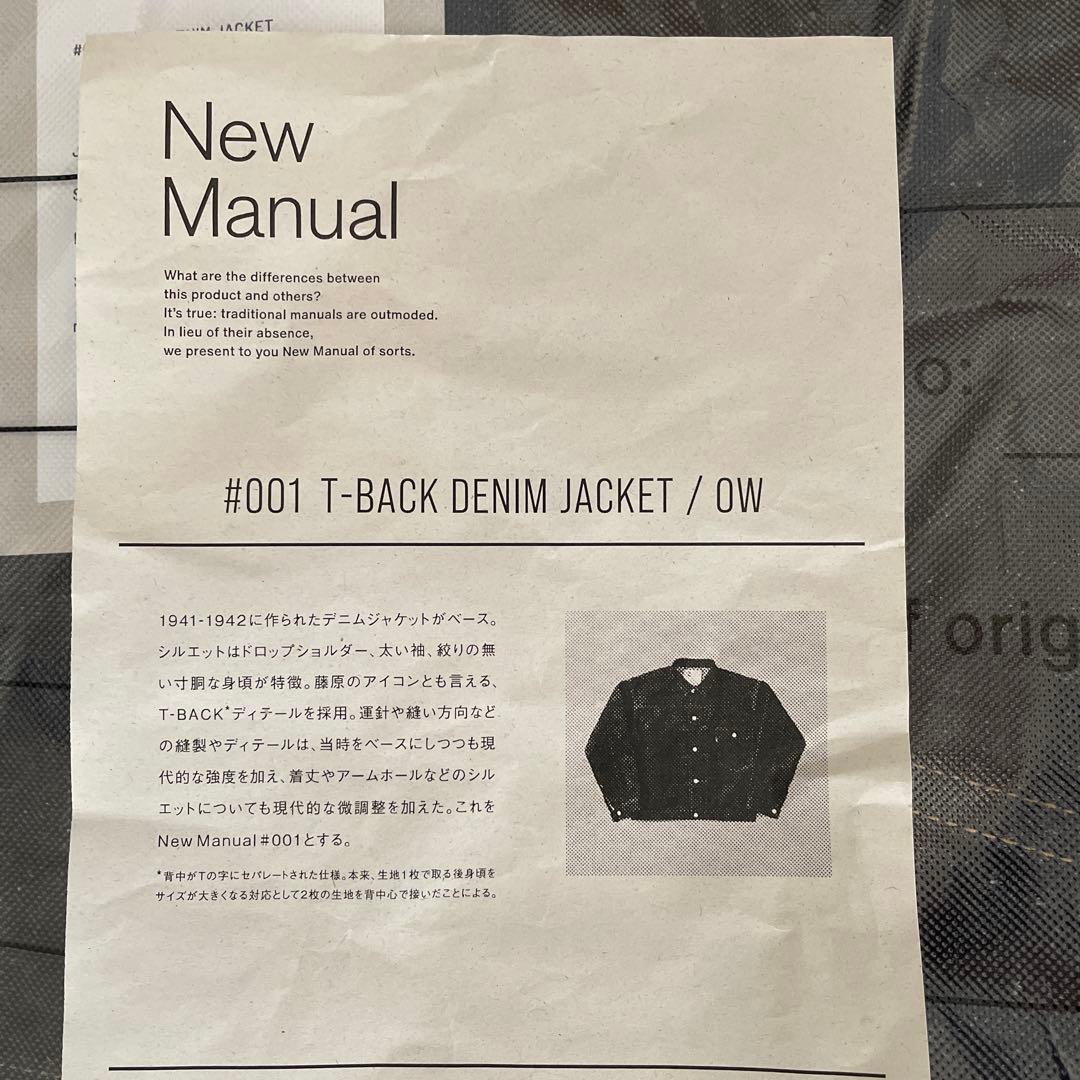 ENIM JACKET
#
New
Manual
What are the differences between
this product and others?
It's true: traditional manuals are outmoded.
In lieu of their absence,
we present to you New Manual of sorts.
#001 T-BACK DENIM JACKET / OW
1941-1942に作られたデニムジャケットがベース。
シルエットはドロップショルダー、太い袖、絞りの無
い寸胴な身頃が特徴。藤原のアイコンとも言える、
T-BACK*ディテールを採用。運針や縫い方向など
の縫製やディテールは、当時をベースにしつつも現
代的な強度を加え、着丈やアームホールなどのシル
エットについても現代的な微調整を加えた。これを
New Manual #001とする。
*背中がTの字にセパレートされた仕様。本来、生地1枚で取る後身頃を
サイズが大きくなる対応として2枚の生地を背中心で接いだことによる。
o:
f orig